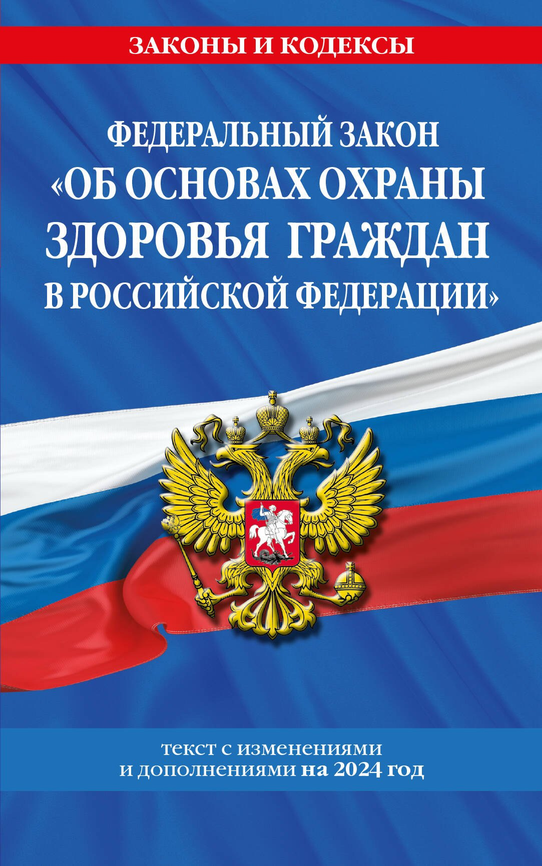 ЗАКОНЫ И КОДЕКСЫ
ФЕДЕРАЛЬНЫЙ ЗАКОН
«ОБ ОСНОВАХ ОХРАНЫ
ЗДОРОВЬЯ ГРАЖДАН
В РОССИЙСКОЙ ФЕДЕРАЦИИ»
текст с изменениями
и дополнениями на 2024 год